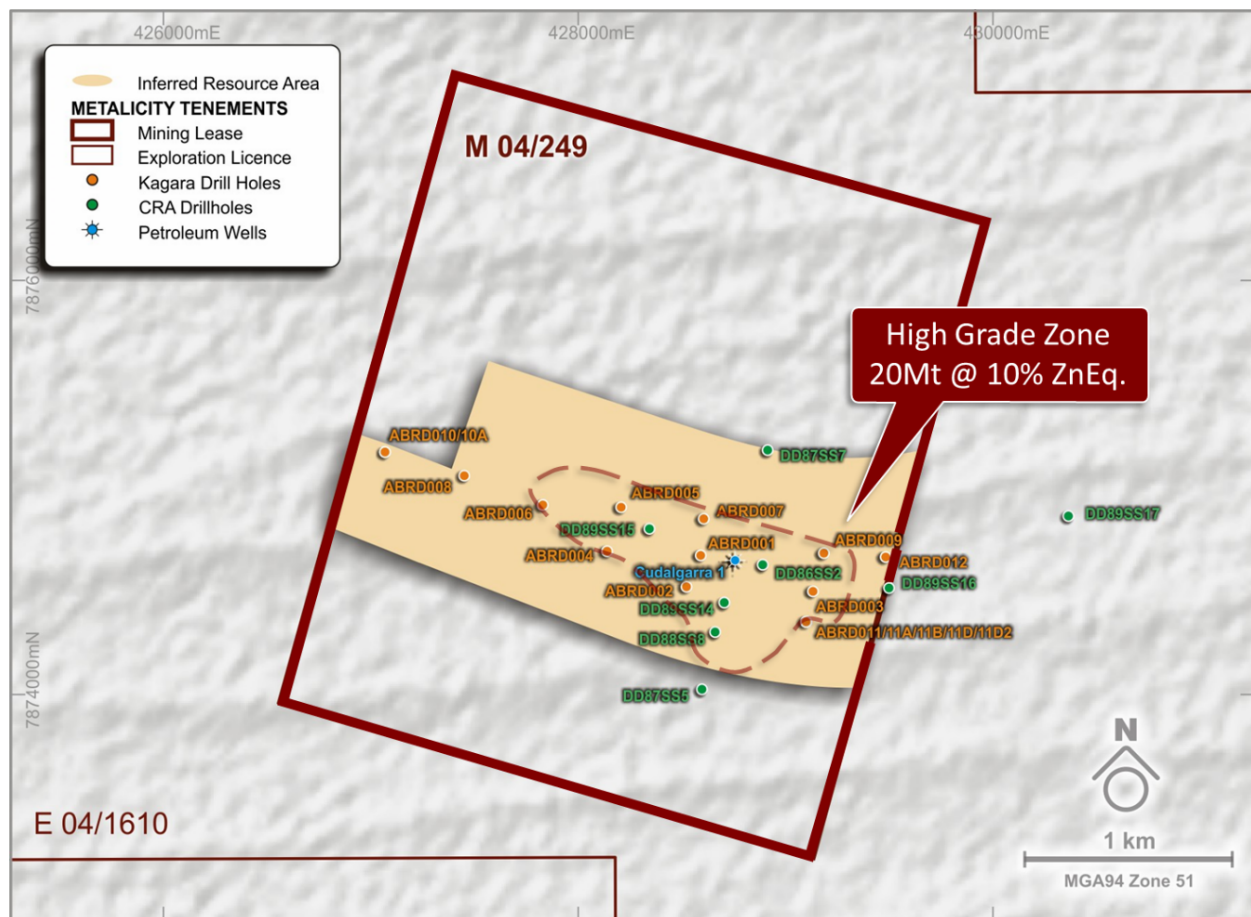 426000mE
428000mE
430000mE
7876000mN
7874000mN
Inferred Resource Area
METALICITY TENEMENTS
Mining Lease
Exploration Licence
Kagara Drill Holes
CRA Drillholes
Petroleum Wells
M 04/249
High Grade Zone
20Mt @ 10% ZnEq.
ABRD010/10A
DD87SS7
ABRD008
ABRD006
ABRD005
ABRD007
DD89SS17
DD89SS15
ABRD004
ABRD001
ABRD009
ABRD012
Cudalgarra 1
DD86SS2
ABRD002
DD89SS16
DD89SS14
ABRD003
DD88SS8
ABRD011/11A/11B/11D/11D2
DD87SS5
E 04/1610
N
1 km
MGA94 Zone 51